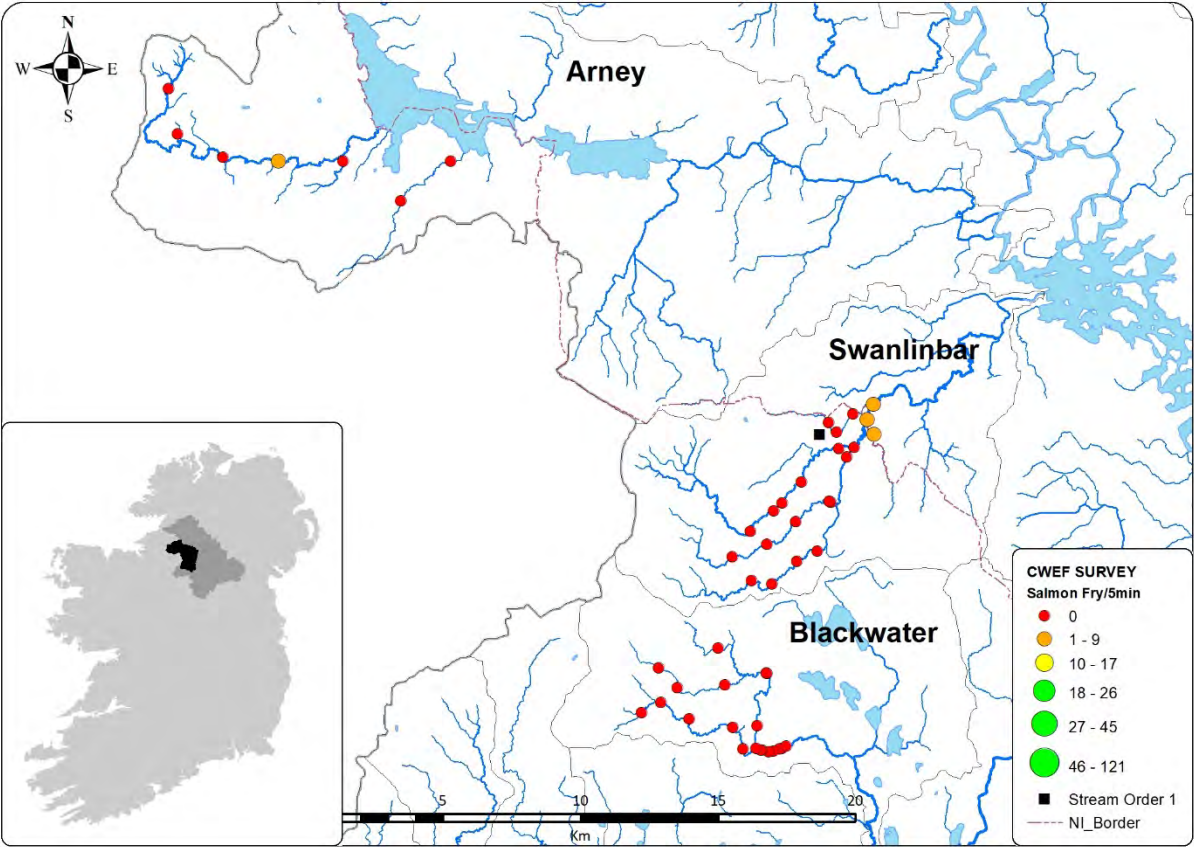 N
W E
S
Arney
Swanlinbar
Blackwater
CWEF SURVEY
Salmon Fry/5min
0
1 - 9
10 - 17
18 - 26
27 - 45
46 - 121
Stream Order 1
NI_Border
5 10 15 20
Km